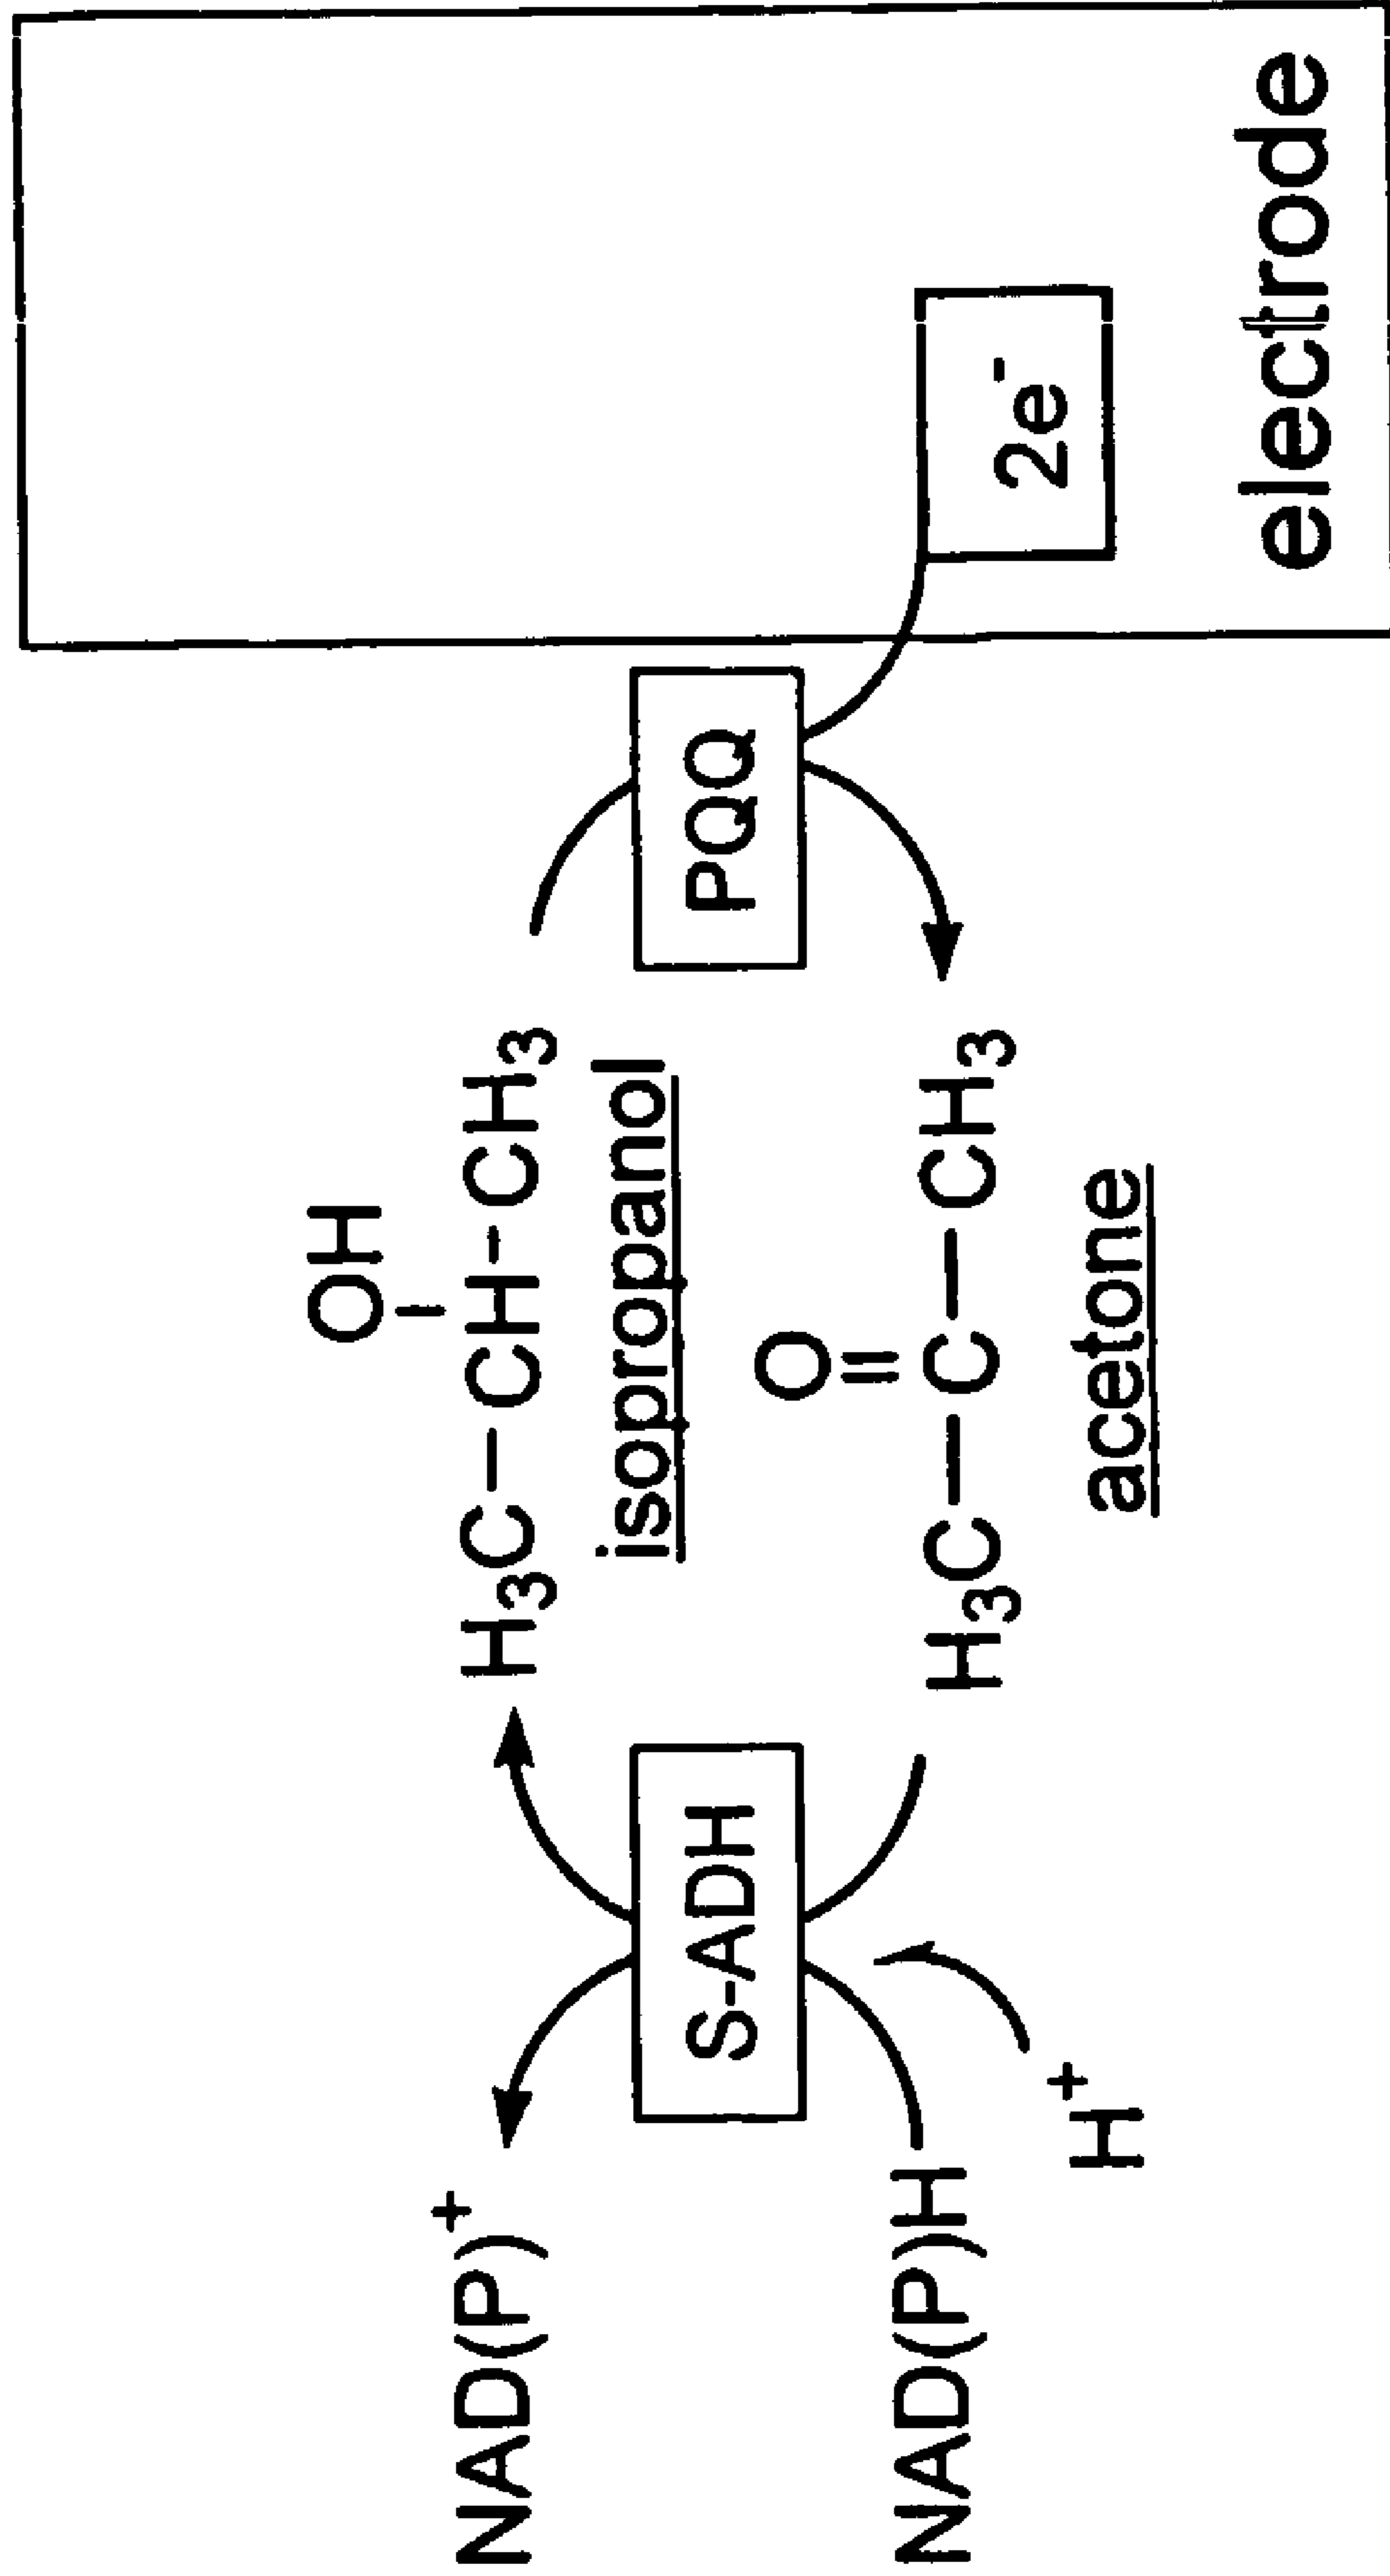 OH
NAD(P)+ H3C-CH-CH3
isopropanol
S-ADH PQQ
O
NAD(P)H H3C-C-CH3 2e-
H+ acetone
electrode